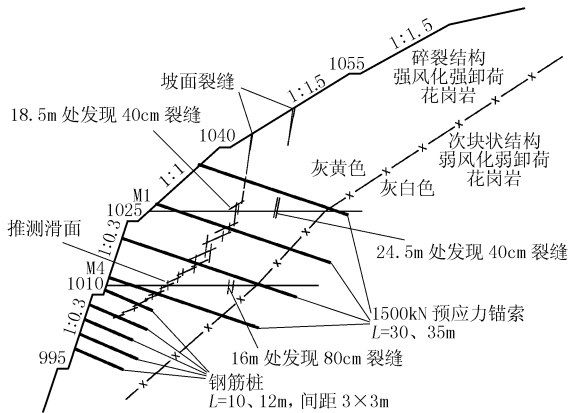 1:1.5
1055
碎裂结构
强风化强卸荷
花岗岩
坡面裂缝
1:1.5
18.5m 处发现 40cm 裂缝
1040
次块状结构
弱风化弱卸荷
花岗岩
1:1
灰黄色
灰白色
M1
1025
推测滑面
1:0.3
24.5m 处发现 40cm 裂缝
M4
1010
1500kN 预应力锚索
L=30、35m
1:0.3
995
16m 处发现 80cm 裂缝
钢筋桩
L=10、12m, 间距 3×3m